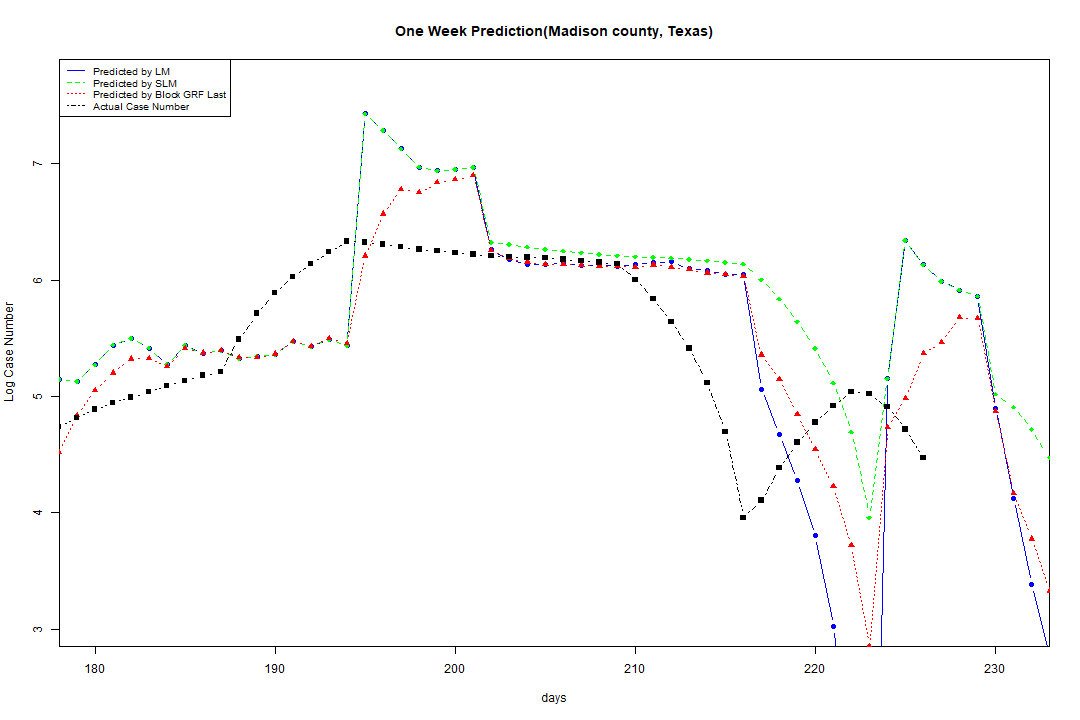 One Week Prediction(Madison county, Texas)
Predicted by LM
Predicted by SLM
Predicted by Block GRF Last
Actual Case Number
Log Case Number
7
6
5
4
3
180 190 200 210 220 230
days